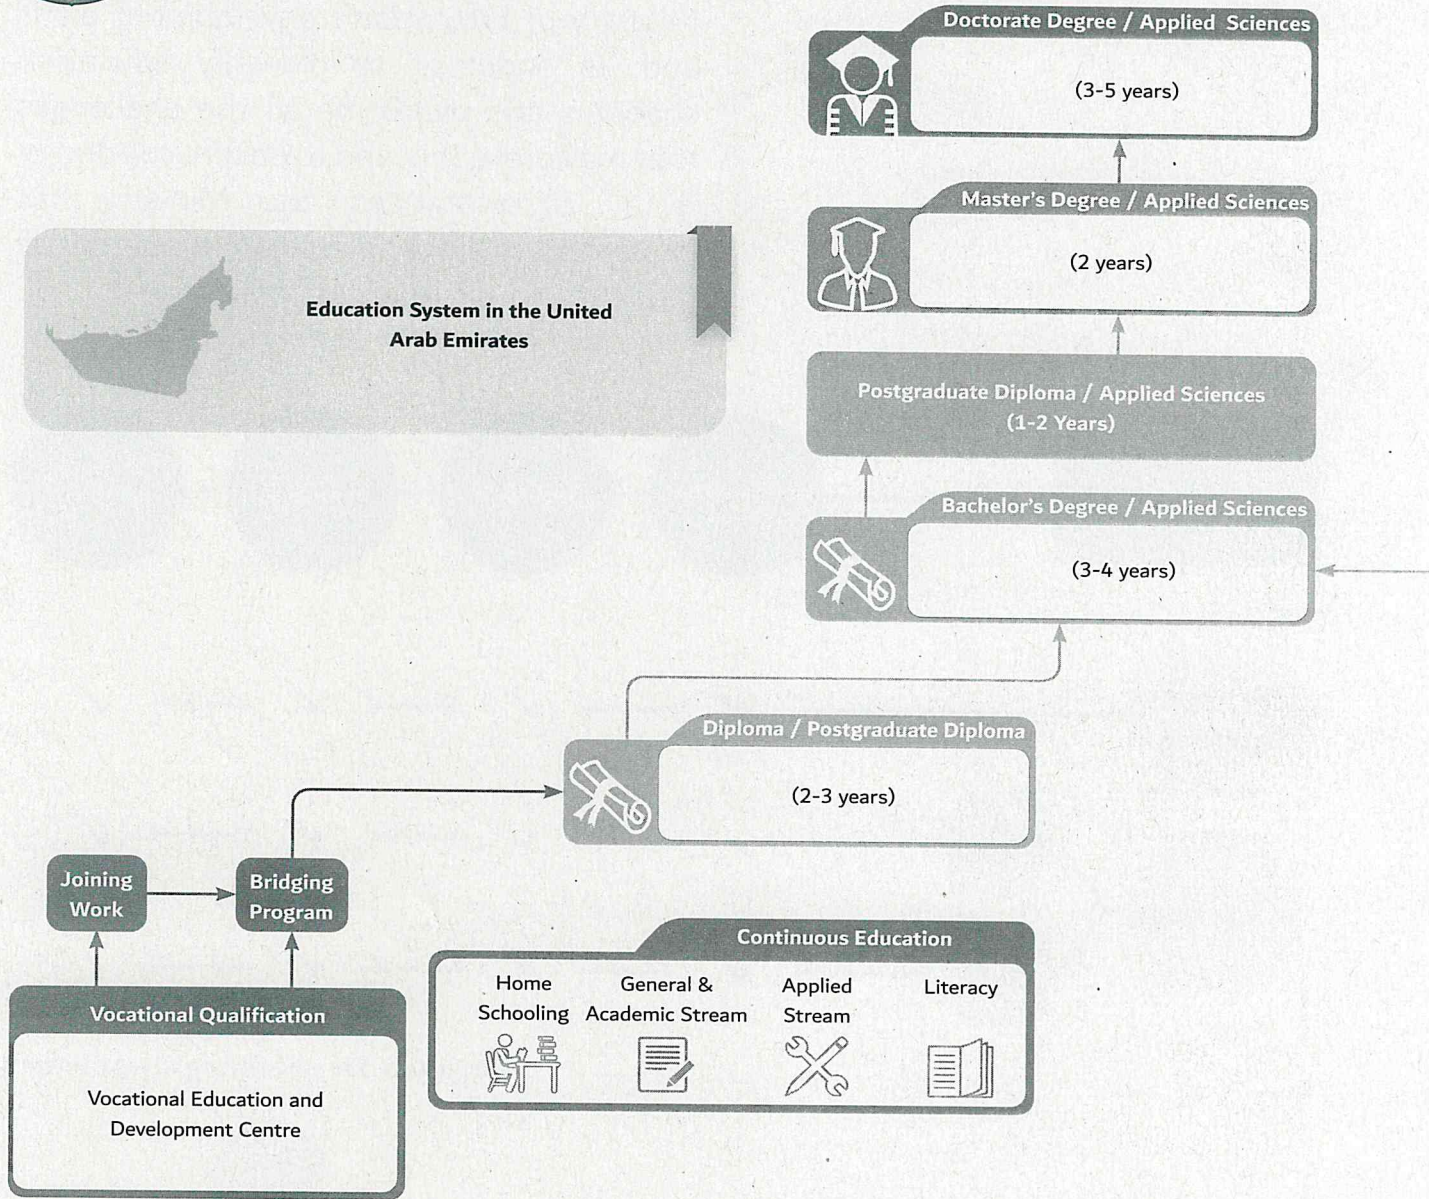 Doctorate Degree / Applied Sciences
(3-5 years)
Master's Degree / Applied Sciences
(2 years)
Education System in the United
Arab Emirates
Postgraduate Diploma / Applied Sciences
(1-2 Years)
Bachelor's Degree / Applied Sciences
(3-4 years)
Diploma / Postgraduate Diploma
(2-3 years)
Joining
Work
Bridging
Program
Continuous Education
Home
Schooling
General &
Academic Stream
Applied
Stream
Literacy
Vocational Qualification
Vocational Education and
Development Centre